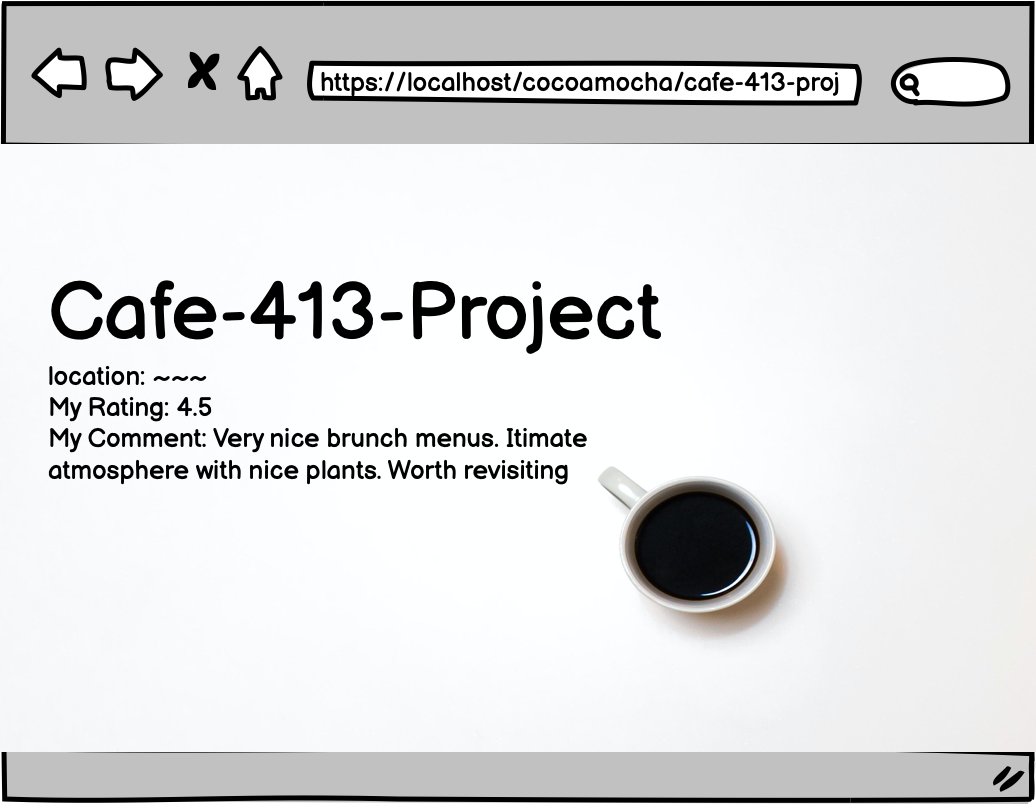 https://localhost/cocoamocha/cafe-413-proj
Cafe-413-Project
location: ~~~
My Rating: 4.5
My Comment: Very nice brunch menus. Itimate
atmosphere with nice plants. Worth revisiting